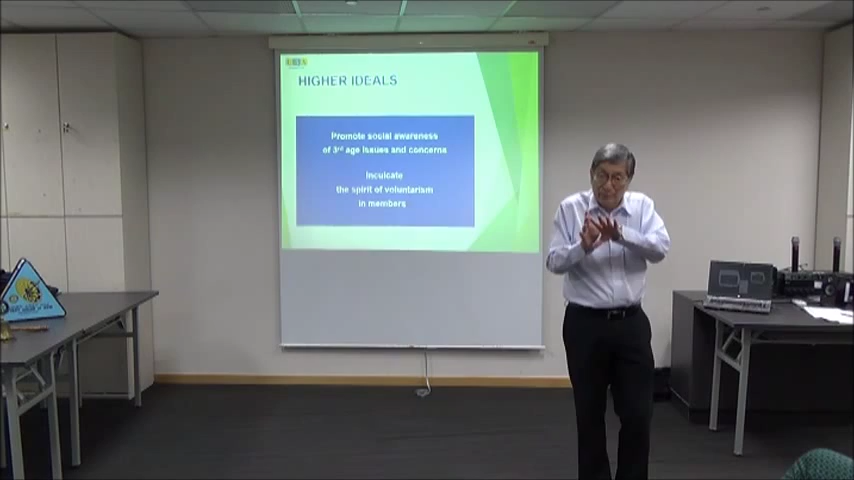 HIGHER IDEALS
Promote social awareness
of 3rd age issues and concerns
Inculcate
the spirit of voluntarism
in members